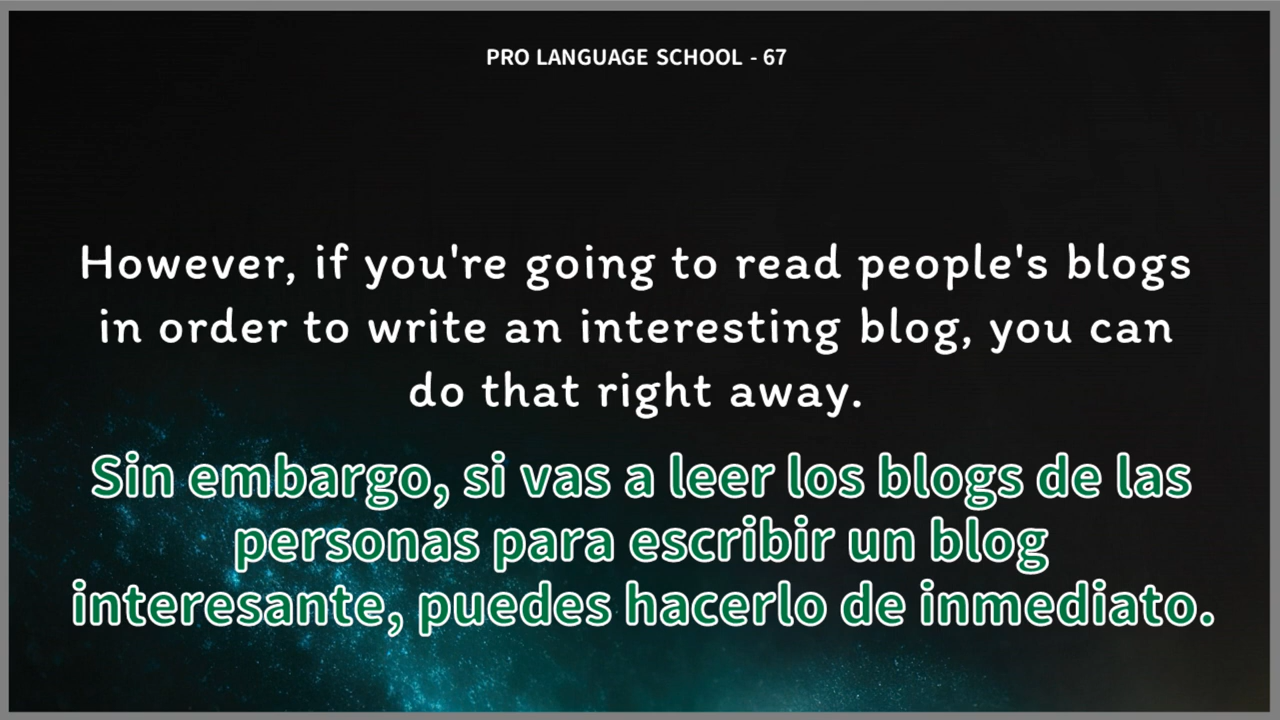 PRO LANGUAGE SCHOOL - 67
However, if you're going to read people's blogs
in order to write an interesting blog, you can
do that right away.
Sin embargo, si vas a leer los blogs de las
personas para escribir un blog
interesante, puedes hacerlo de inmediato.